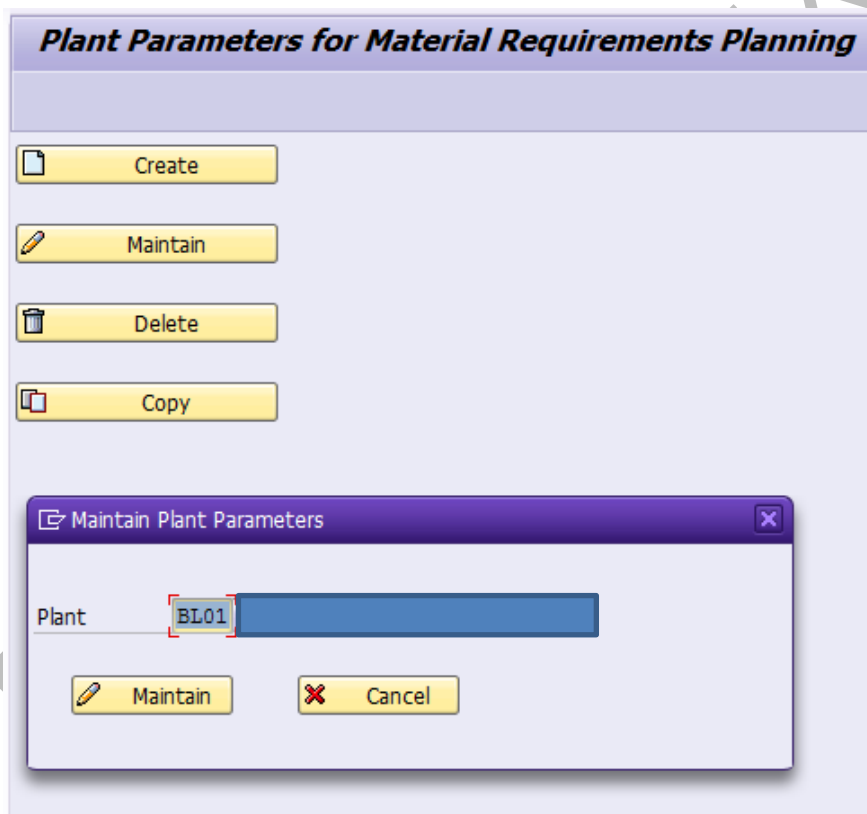 Plant Parameters for Material Requirements Planning
Create
Maintain
Delete
Copy
Maintain Plant Parameters
Plant BL01
Maintain Cancel